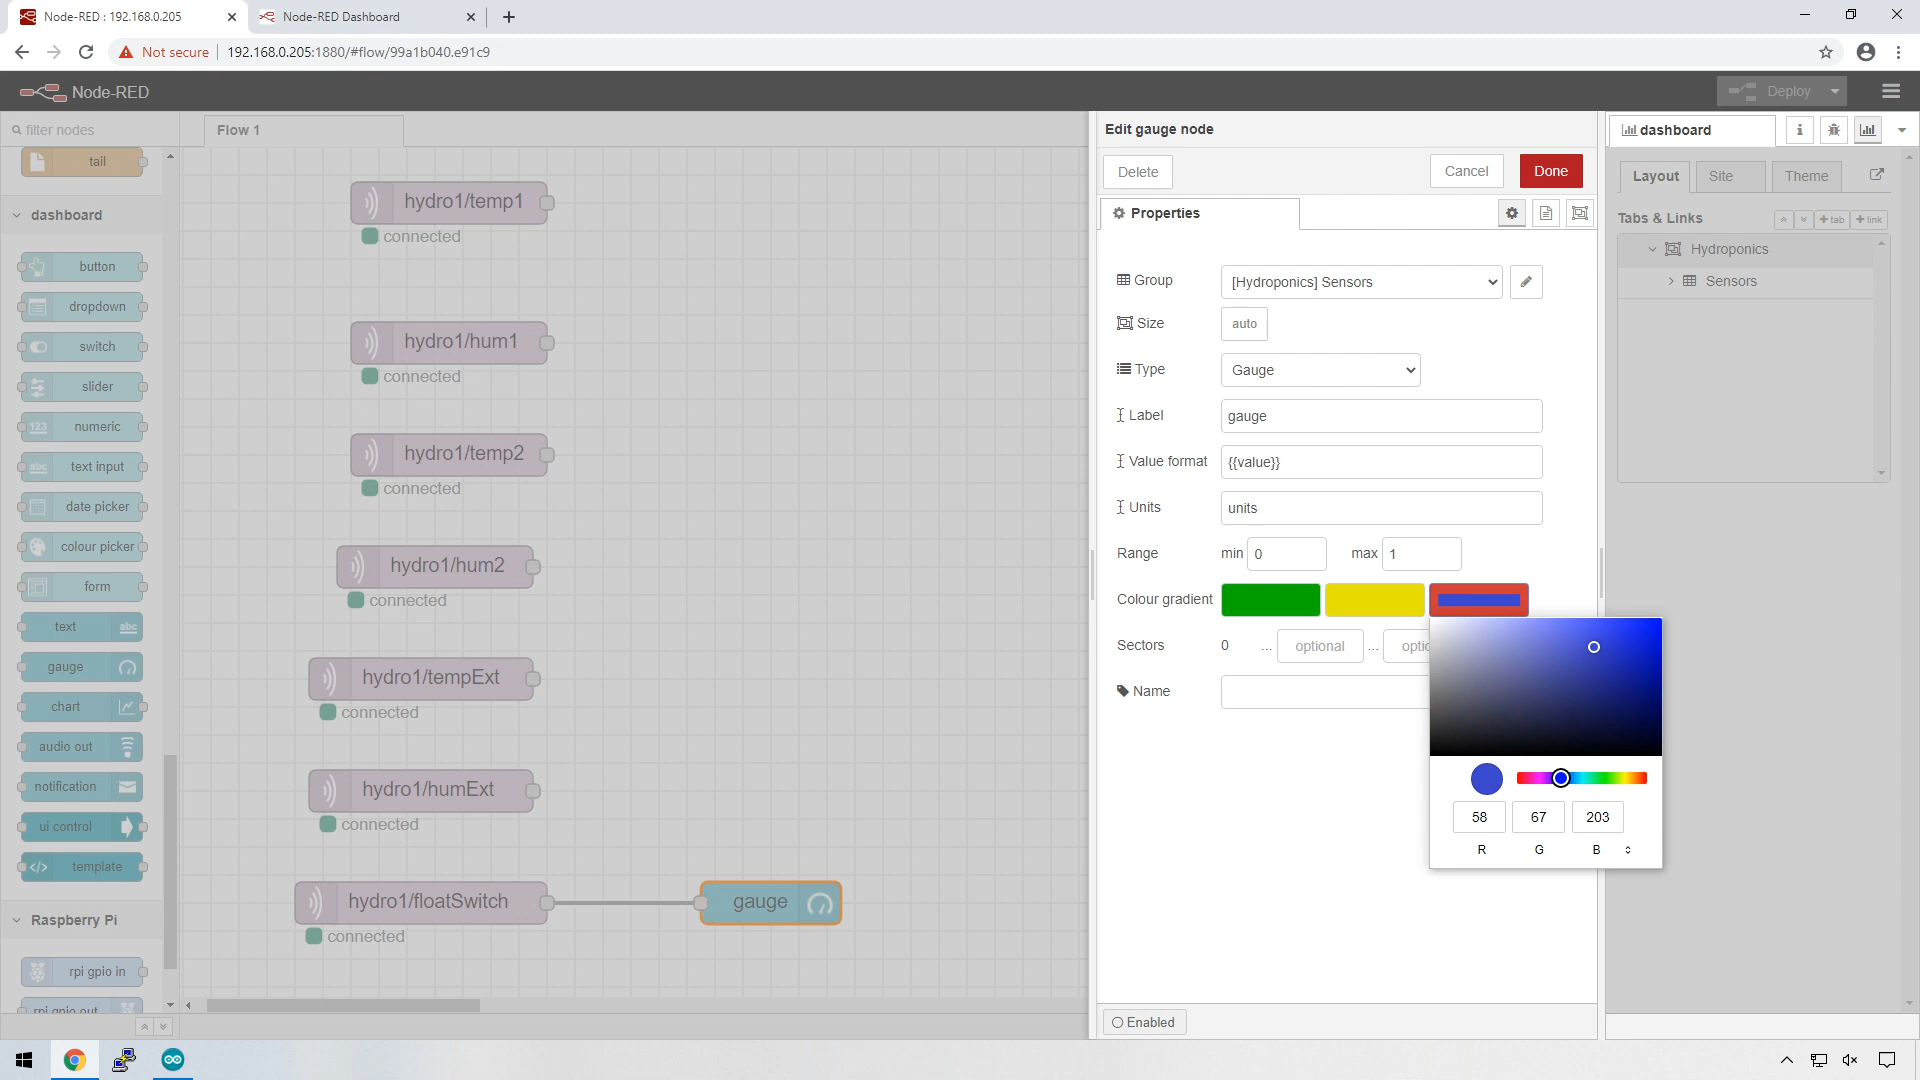 Node-RED : 192.168.0.205
Node-RED Dashboard
Not secure
192.168.0.205:1880/#flow/99a1b040.e91c9
Node-RED
Deploy
filter nodes
tail
dashboard
button
dropdown
switch
slider
123 numeric
abc text input
date picker
colour picker
form
text abc
gauge
chart
audio out
notification
ui control
</> template
Raspberry Pi
rpi gpio in
rpi gpio out
Flow 1
hydro1/temp1
connected
hydro1/hum1
connected
hydro1/temp2
connected
hydro1/hum2
connected
hydro1/tempExt
connected
hydro1/humExt
connected
hydro1/floatSwitch
connected
gauge
Edit gauge node
Delete
Cancel
Done
Properties
Group
[Hydroponics] Sensors
Size
auto
Type
Gauge
Label
gauge
Value format
{{value}}
Units
units
Range
min 0
max 1
Colour gradient
Sectors
0 ... optional ... optic
Name
58 67 203
R G B
Enabled
dashboard
Layout
Site
Theme
Tabs & Links
+ tab
+ link
Hydroponics
Sensors